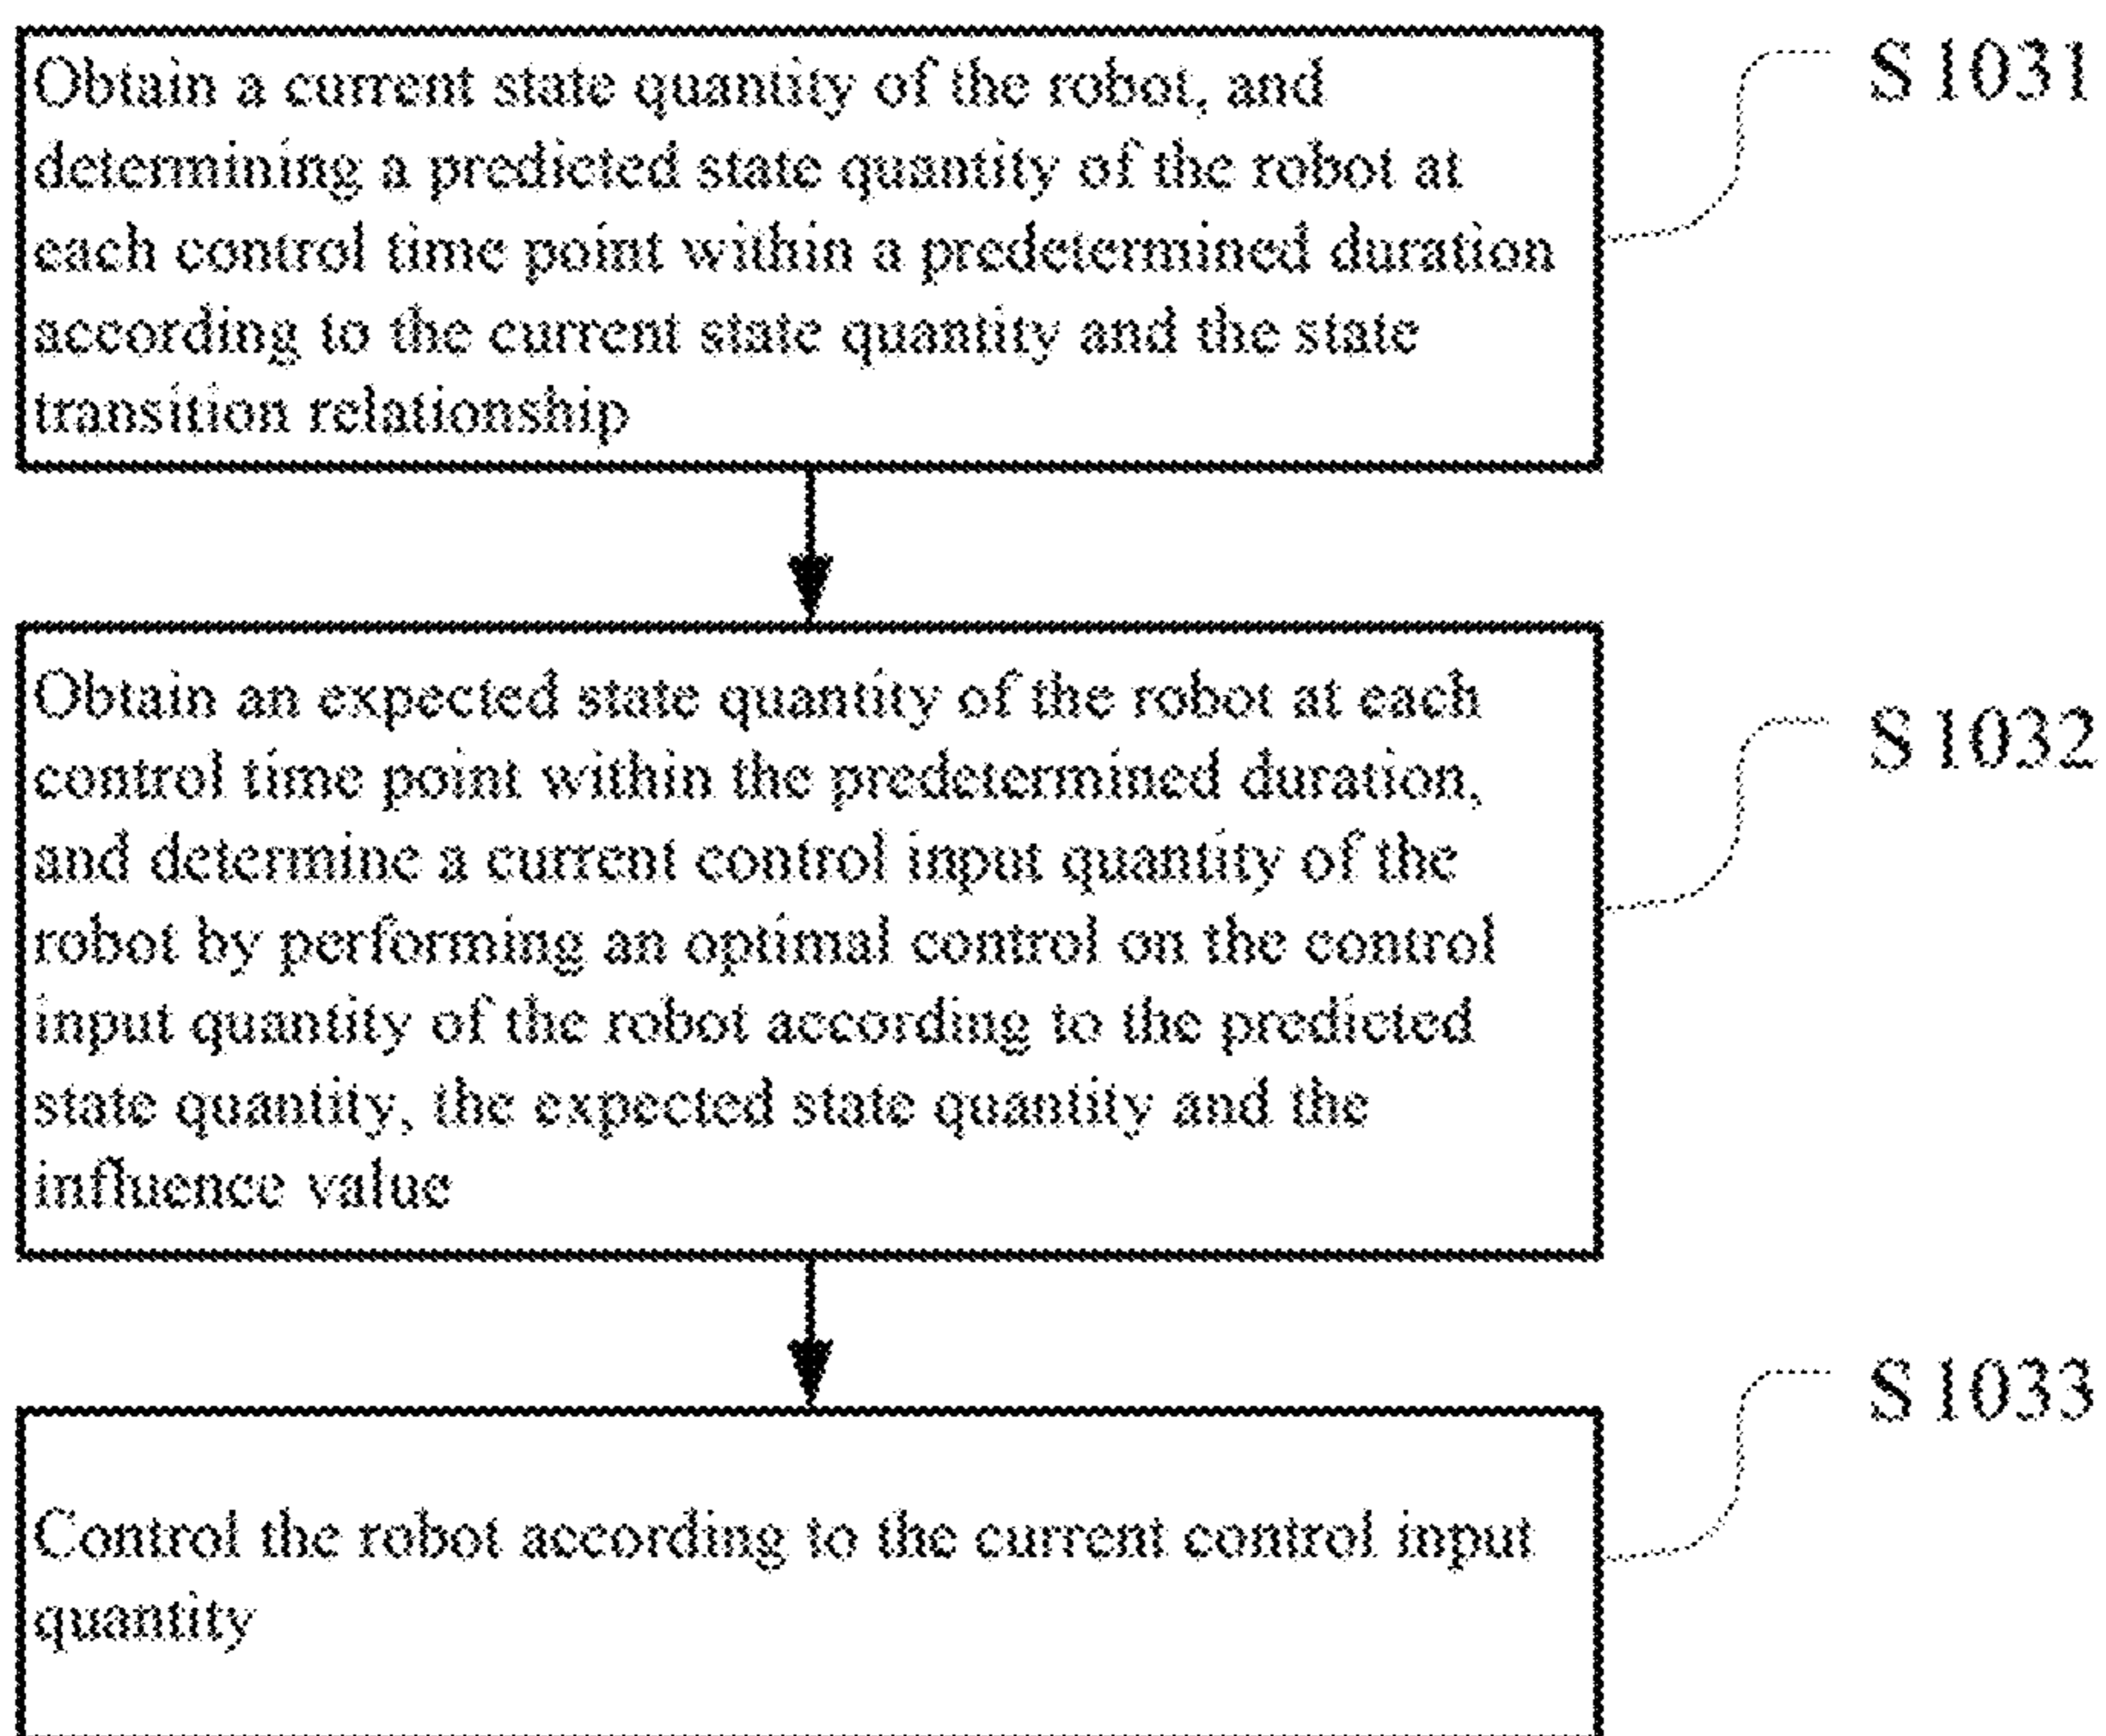 Obtain a current state quantity of the robot, and
determining a predicted state quantity of the robot at
each control time point within a predetermined duration
according to the current state quantity and the state
transition relationship
S1031
Obtain an expected state quantity of the robot at each
control time point within the predetermined duration,
and determine a current control input quantity of the
robot by performing an optimal control on the control
input quantity of the robot according to the predicted
state quantity, the expected state quantity and the
influence value
S1032
Control the robot according to the current control input
quantity
S1033